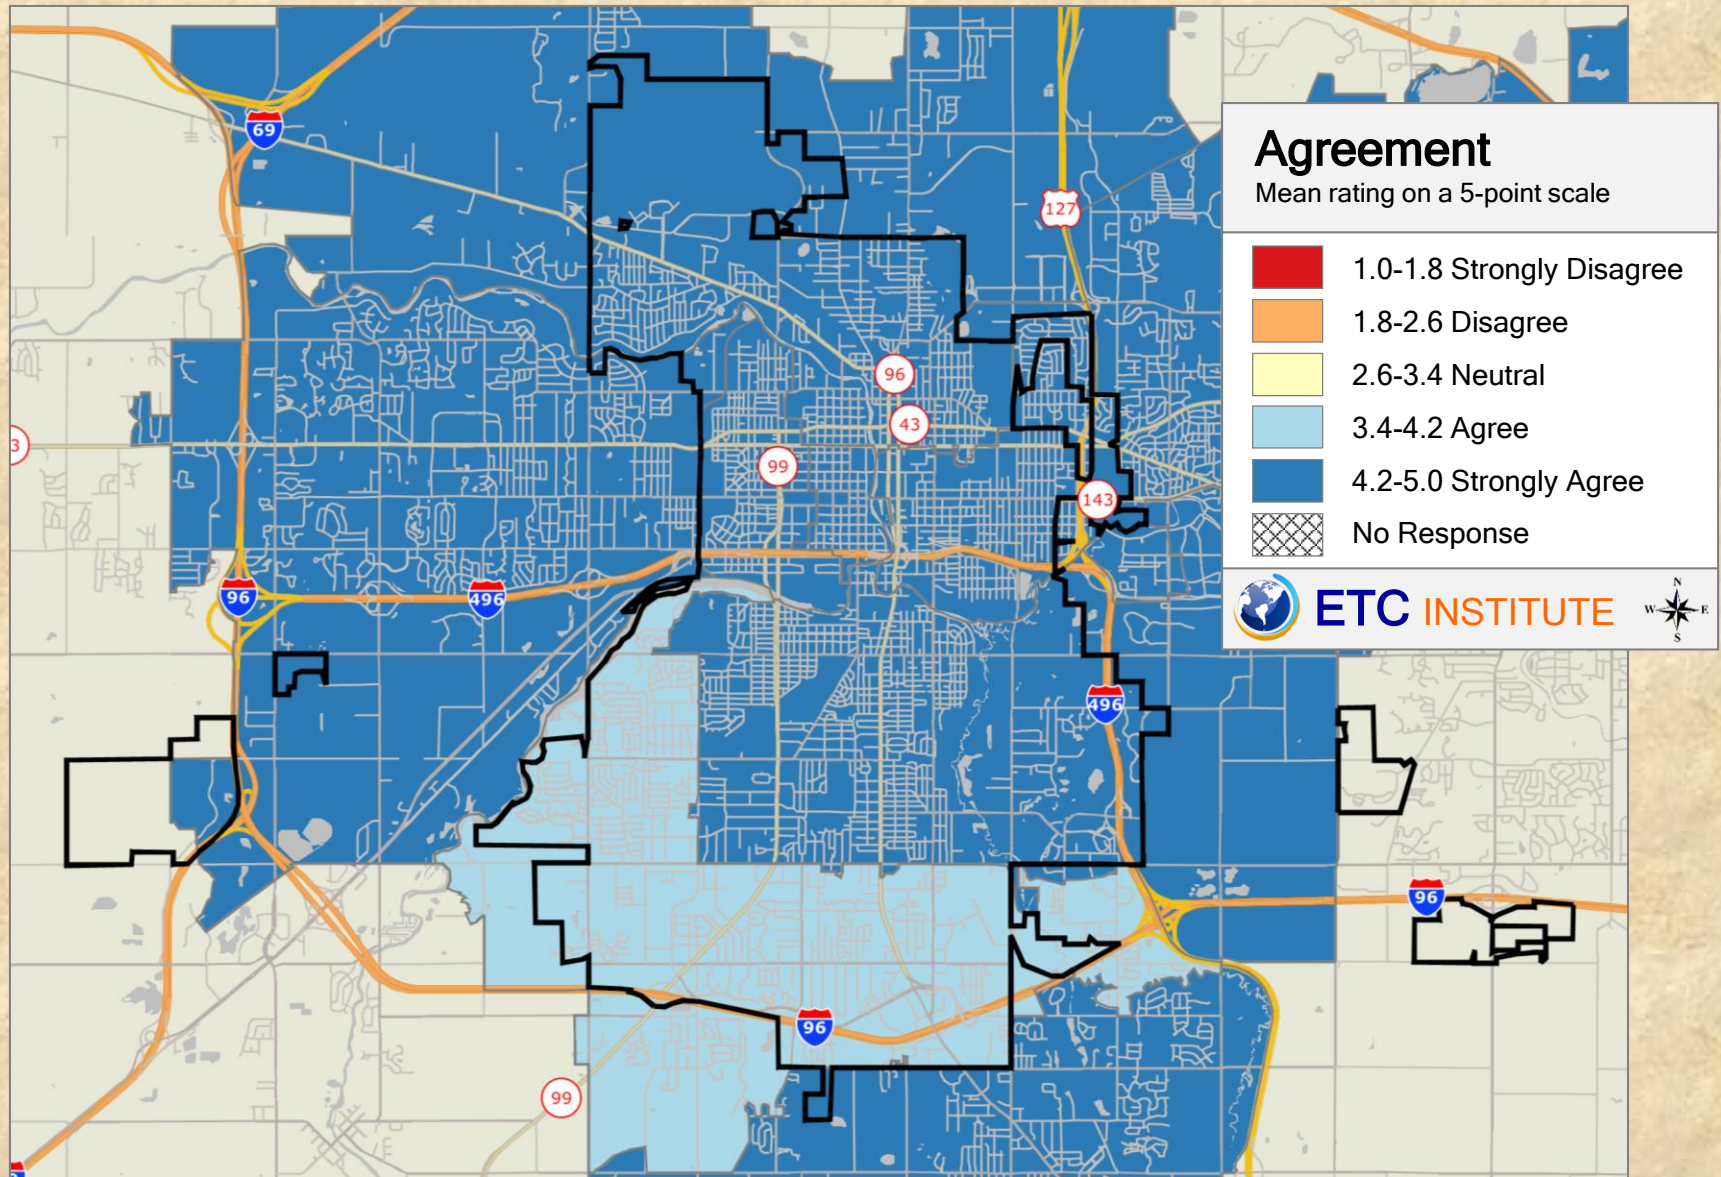 69
127
96
43
3
99
143
96
496
496
96
96
99
Agreement
Mean rating on a 5-point scale
1.0-1.8 Strongly Disagree
1.8-2.6 Disagree
2.6-3.4 Neutral
3.4-4.2 Agree
4.2-5.0 Strongly Agree
No Response
ETC INSTITUTE
N
W E
S